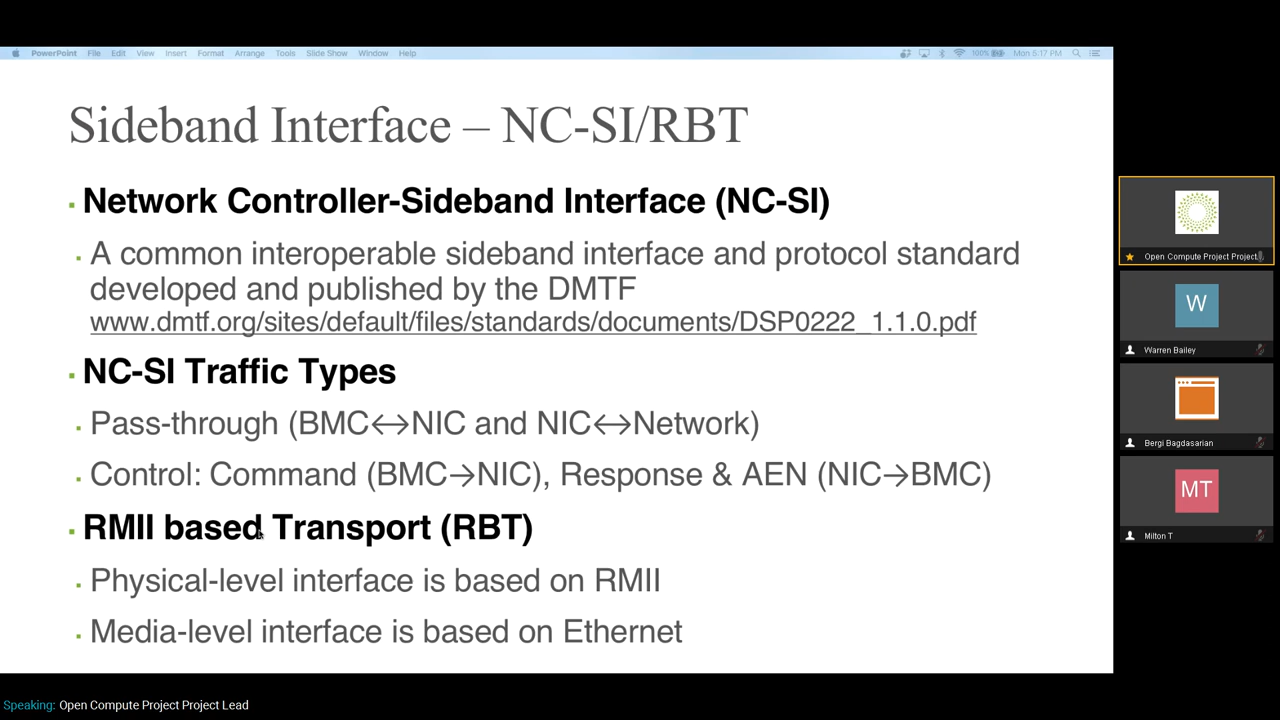 PowerPoint File Edit View Insert Format Arrange Tools Slide Show Window Help 100% Mon 5:17 PM
Sideband Interface – NC-SI/RBT
Network Controller-Sideband Interface (NC-SI)
A common interoperable sideband interface and protocol standard
developed and published by the DMTF
www.dmtf.org/sites/default/files/standards/documents/DSP0222_1.1.0.pdf
NC-SI Traffic Types
Pass-through (BMC↔NIC and NIC↔Network)
Control: Command (BMC→NIC), Response & AEN (NIC→BMC)
RMII based Transport (RBT)
Physical-level interface is based on RMII
Media-level interface is based on Ethernet
Open Compute Project Project
W
Warren Bailey
Bergi Bagdasarian
MT
Milton T
Speaking: Open Compute Project Project Lead